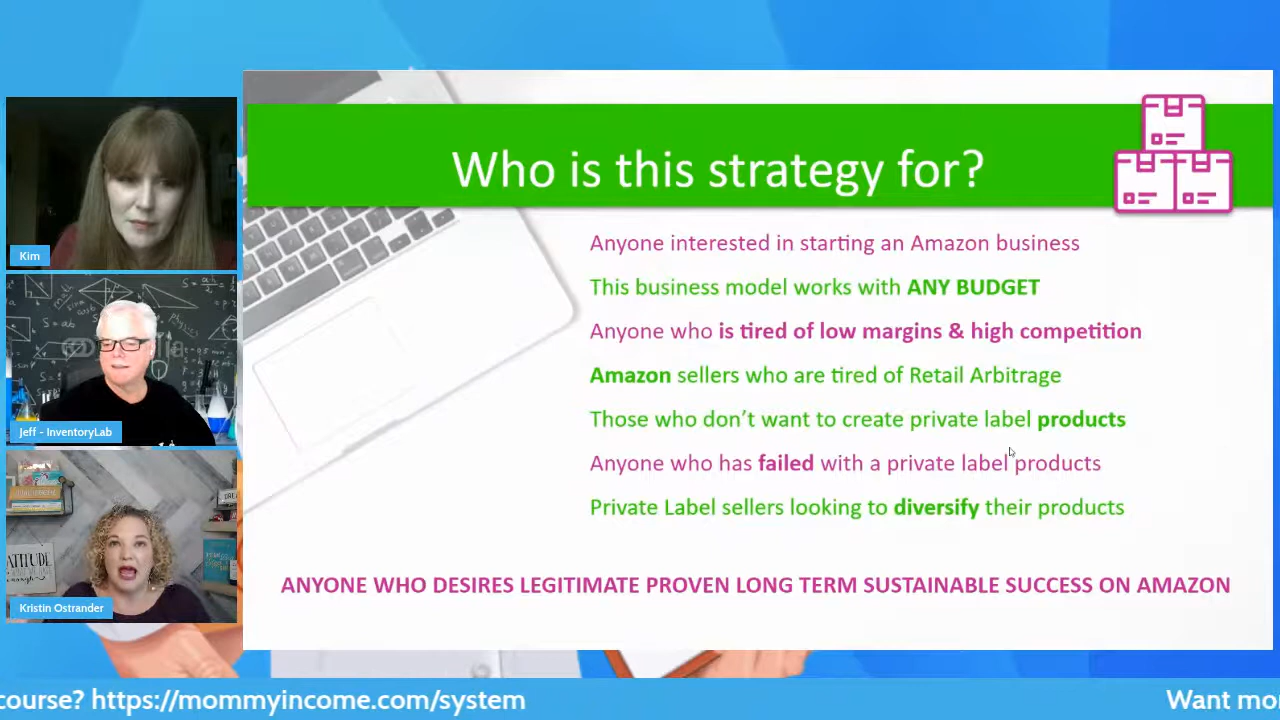 Who is this strategy for?
Anyone interested in starting an Amazon business
This business model works with ANY BUDGET
Anyone who is tired of low margins & high competition
Amazon sellers who are tired of Retail Arbitrage
Those who don't want to create private label products
Anyone who has failed with a private label products
Private Label sellers looking to diversify their products
ANYONE WHO DESIRES LEGITIMATE PROVEN LONG TERM SUSTAINABLE SUCCESS ON AMAZON
Kim
Jeff - InventoryLab
Kristin Ostrander
course? https://mommyincome.com/system
Want mo